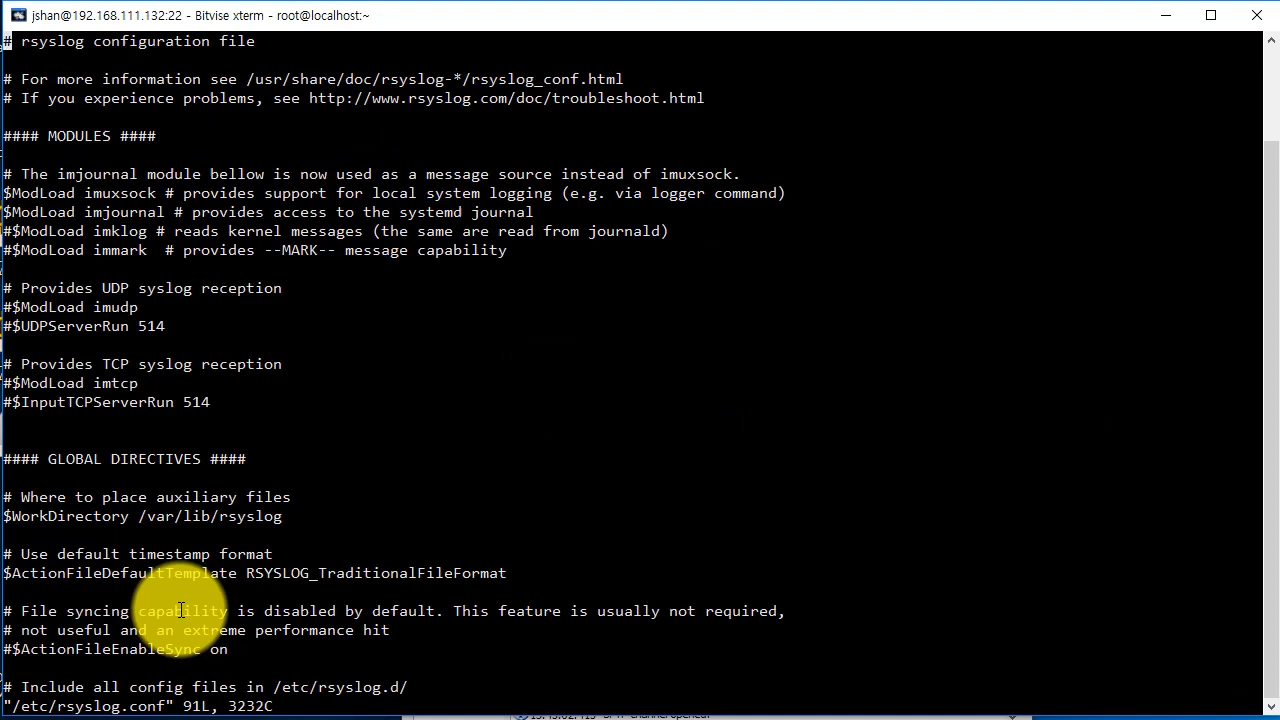 jshan@192.168.111.132:22 - Bitvise xterm - root@localhost:~
# rsyslog configuration file
# For more information see /usr/share/doc/rsyslog-*/rsyslog_conf.html
# If you experience problems, see http://www.rsyslog.com/doc/troubleshoot.html
#### MODULES ####
# The imjournal module bellow is now used as a message source instead of imuxsock.
$ModLoad imuxsock # provides support for local system logging (e.g. via logger command)
$ModLoad imjournal # provides access to the systemd journal
#$ModLoad imklog # reads kernel messages (the same are read from journald)
#$ModLoad immark  # provides --MARK-- message capability
# Provides UDP syslog reception
#$ModLoad imudp
#$UDPServerRun 514
# Provides TCP syslog reception
#$ModLoad imtcp
#$InputTCPServerRun 514
#### GLOBAL DIRECTIVES ####
# Where to place auxiliary files
$WorkDirectory /var/lib/rsyslog
# Use default timestamp format
$ActionFileDefaultTemplate RSYSLOG_TraditionalFileFormat
# File syncing capability is disabled by default. This feature is usually not required,
# not useful and an extreme performance hit
#$ActionFileEnableSync on
# Include all config files in /etc/rsyslog.d/
"/etc/rsyslog.conf" 91L, 3232C